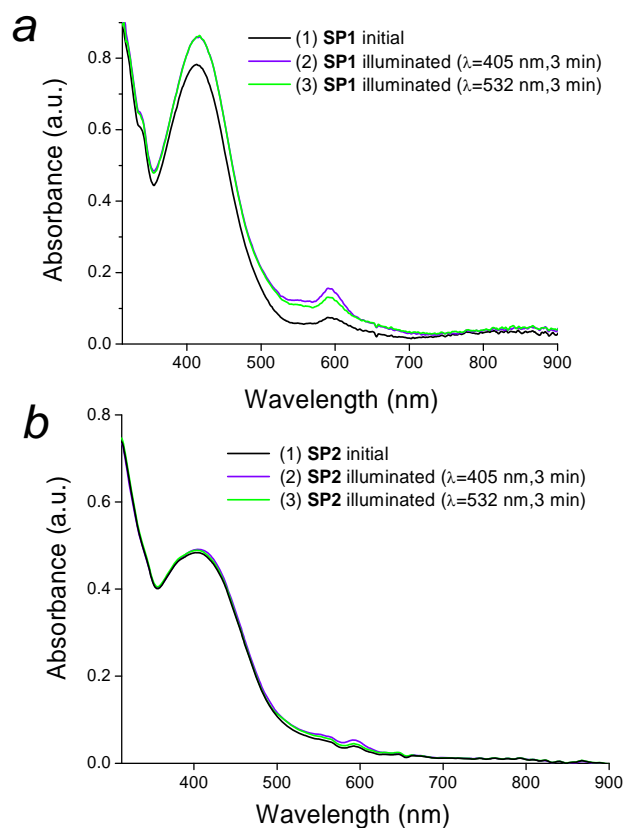 a
(1) SP1 initial
(2) SP1 illuminated (λ=405 nm,3 min)
(3) SP1 illuminated (λ=532 nm,3 min)
Absorbance (a.u.)
0.8
0.6
0.4
0.2
0.0
400 500 600 700 800 900
Wavelength (nm)
b
(1) SP2 initial
(2) SP2 illuminated (λ=405 nm,3 min)
(3) SP2 illuminated (λ=532 nm,3 min)
Absorbance (a.u.)
0.8
0.6
0.4
0.2
0.0
400 500 600 700 800 900
Wavelength (nm)